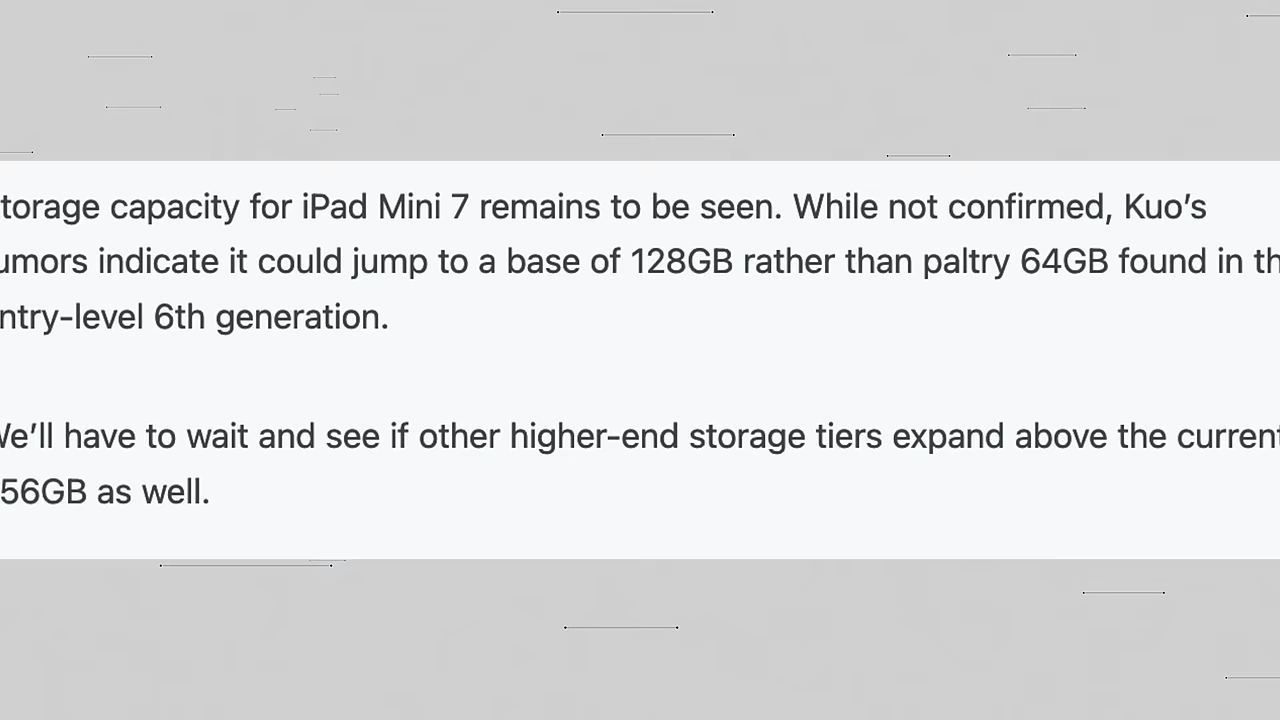 torage capacity for iPad Mini 7 remains to be seen. While not confirmed, Kuo’s
umors indicate it could jump to a base of 128GB rather than paltry 64GB found in th
ntry-level 6th generation.
We’ll have to wait and see if other higher-end storage tiers expand above the current
56GB as well.